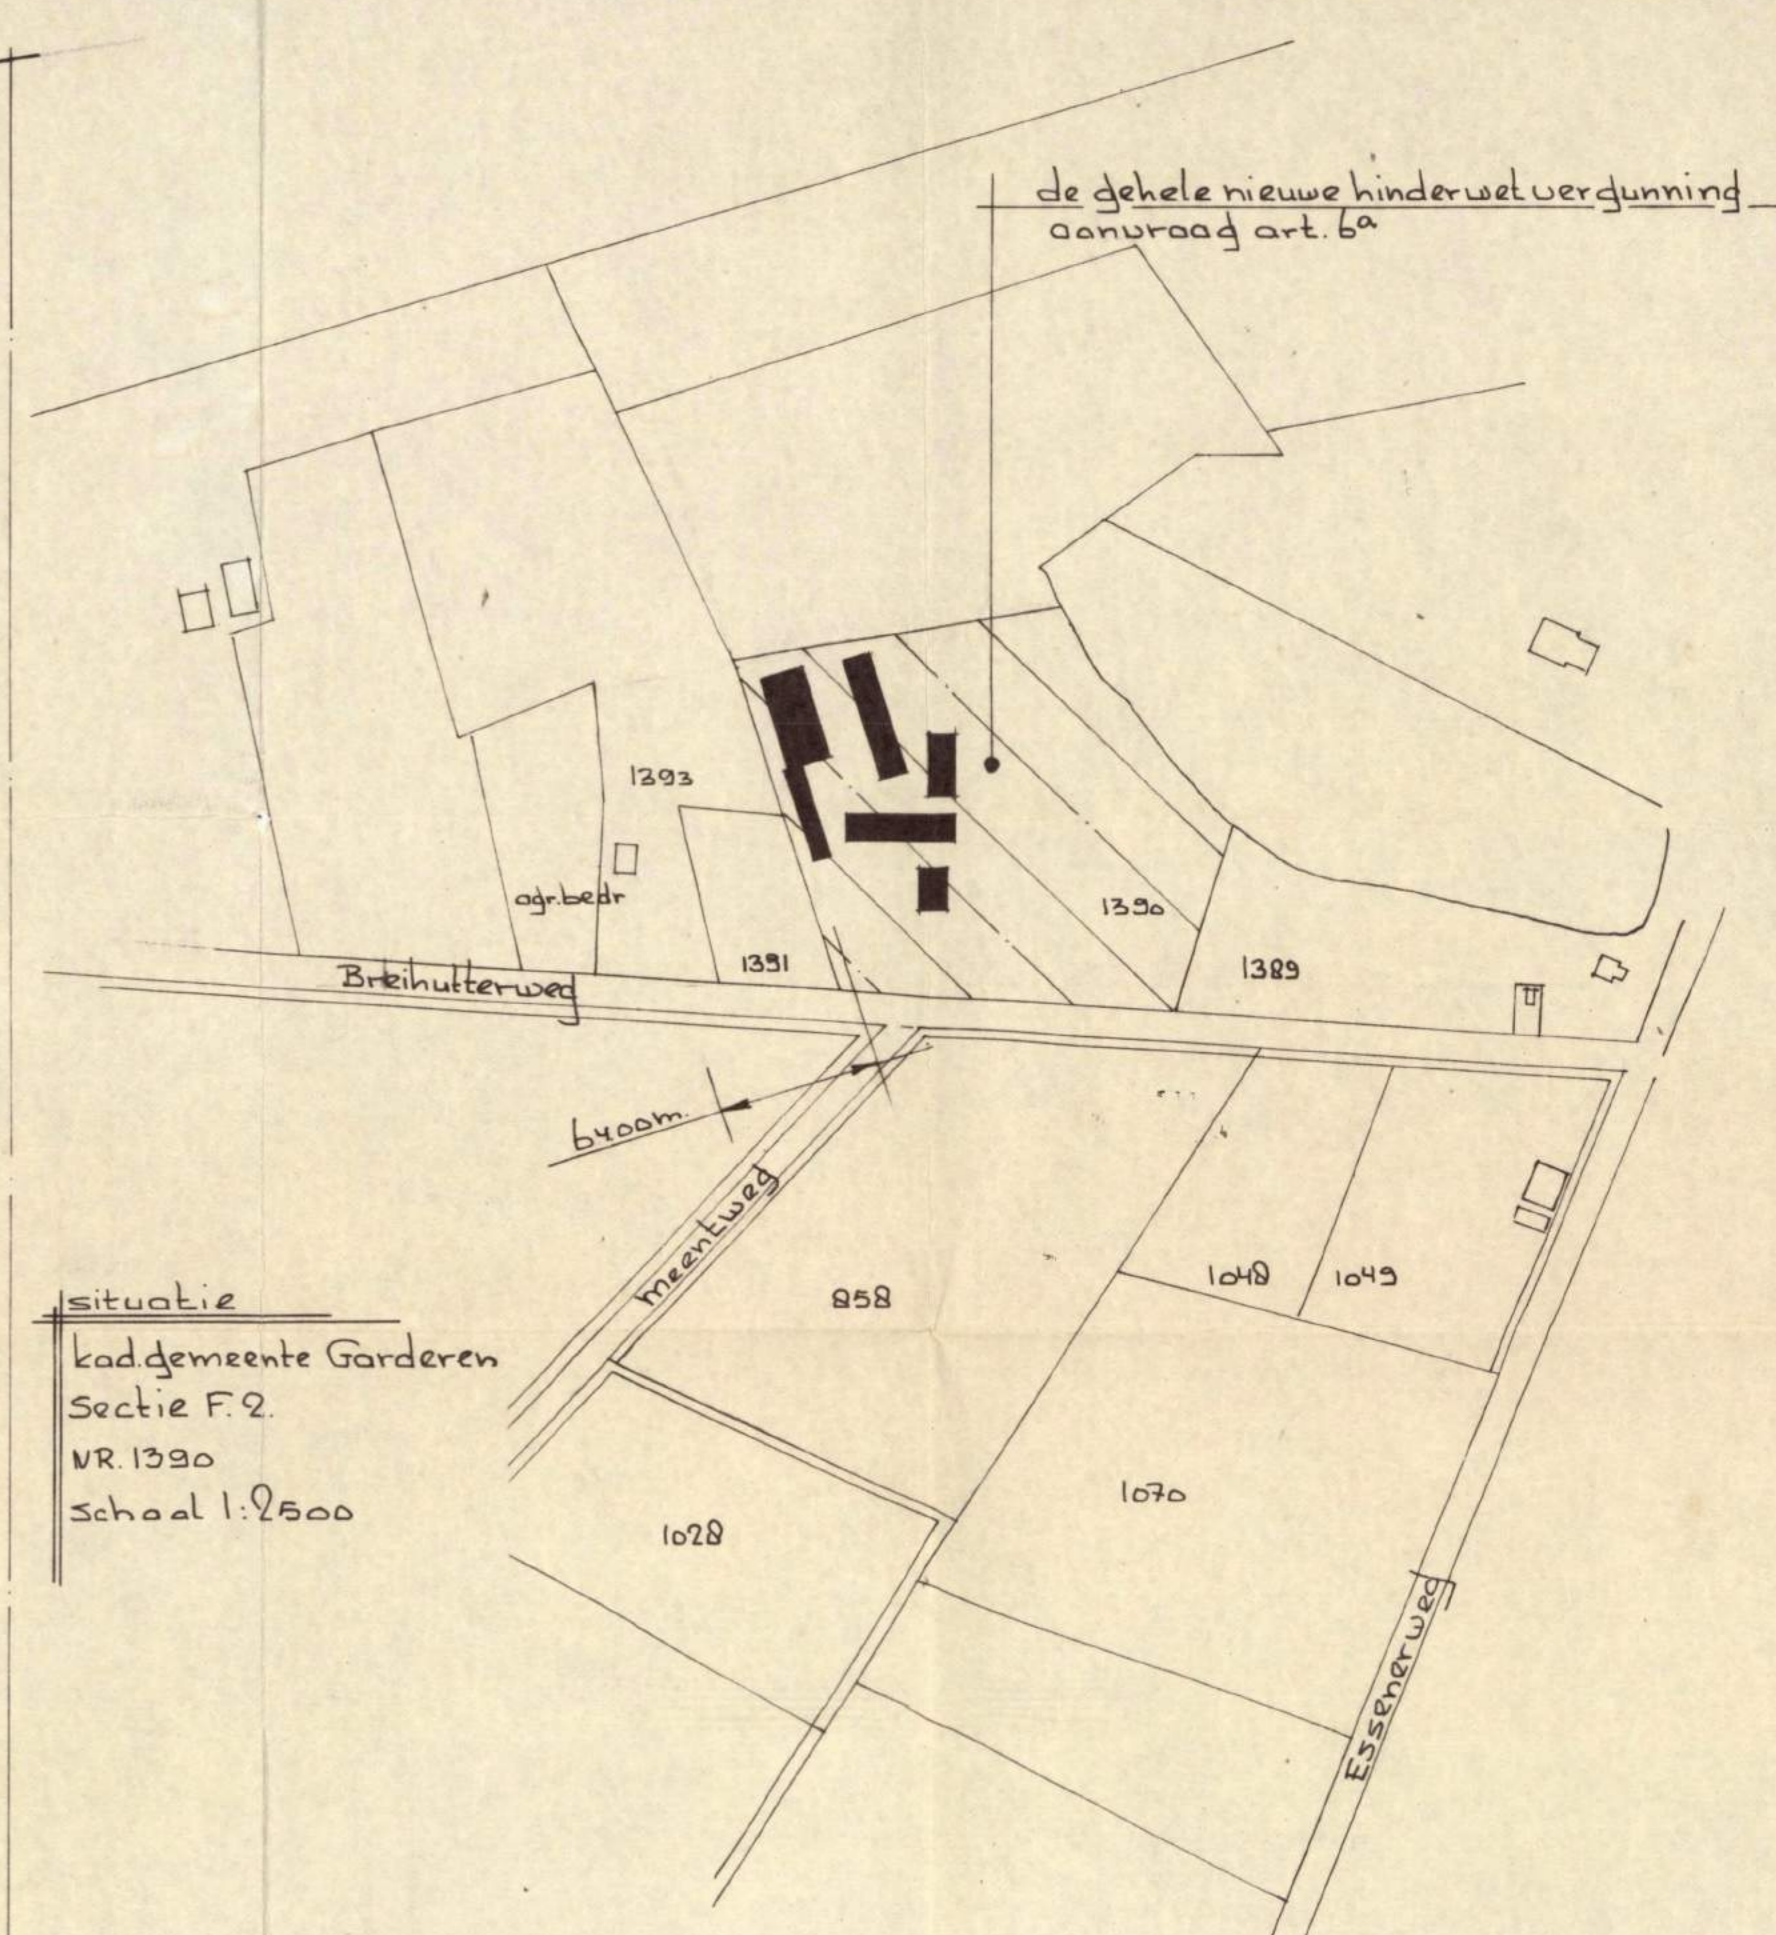 de gehele nieuwe hinderwetvergunning
aanvraag art. 6a
1393
agr.bedr
1390
1391
1389
Breihutterweg
6400m.
meentweg
858
1048
1049
situatie
kad.gemeente Garderen
Sectie F.2.
NR. 1390
schaal 1:2500
1070
1028
Essenerweg